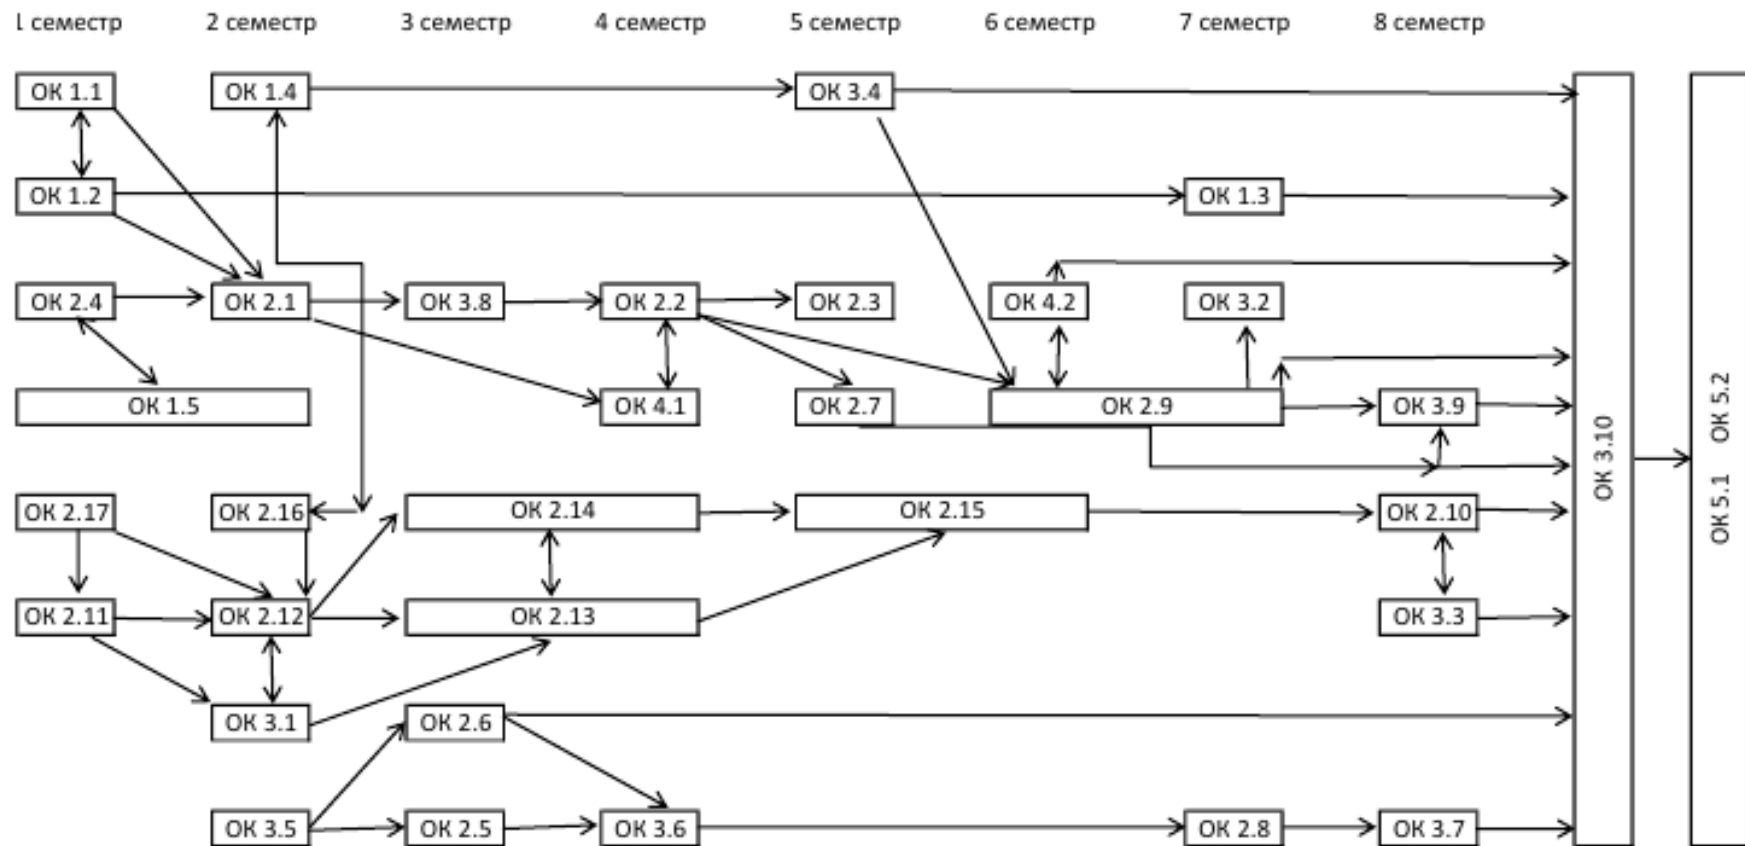 1 семестр 2 семестр 3 семестр 4 семестр 5 семестр 6 семестр 7 семестр 8 семестр
ОК 1.1 ОК 1.4 ОК 3.4
ОК 1.2 ОК 1.3
ОК 2.4 ОК 2.1 ОК 3.8 ОК 2.2 ОК 2.3 ОК 4.2 ОК 3.2
ОК 1.5 ОК 4.1 ОК 2.7 ОК 2.9 ОК 3.9
ОК 2.17 ОК 2.16 ОК 2.14 ОК 2.15 ОК 2.10
ОК 2.11 ОК 2.12 ОК 2.13 ОК 3.3
ОК 3.1 ОК 2.6
ОК 3.5 ОК 2.5 ОК 3.6 ОК 2.8 ОК 3.7
ОК 3.10
ОК 5.1 ОК 5.2